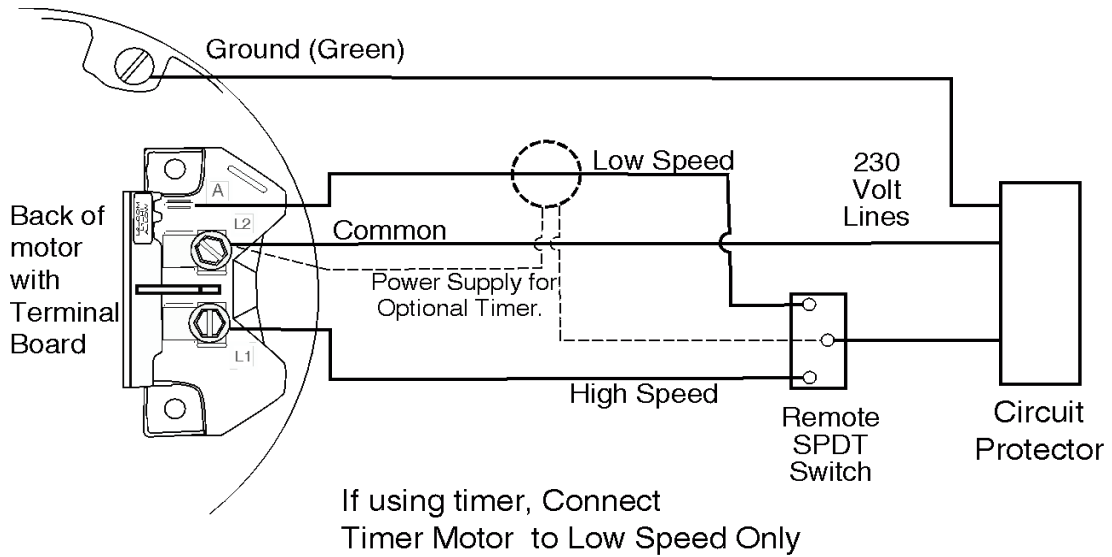 Ground (Green)
A
Low Speed
230
Volt
Lines
Back of
motor
with
Terminal
Board
L2
Common
Power Supply for
Optional Timer.
L1
High Speed
Remote
SPDT
Switch
Circuit
Protector
If using timer, Connect
Timer Motor to Low Speed Only